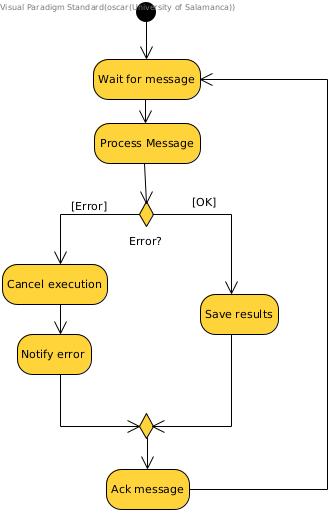 Visual Paradigm Standard(oscar(University of Salamanca))
Wait for message
Process Message
[Error]
[OK]
Error?
Cancel execution
Save results
Notify error
Ack message